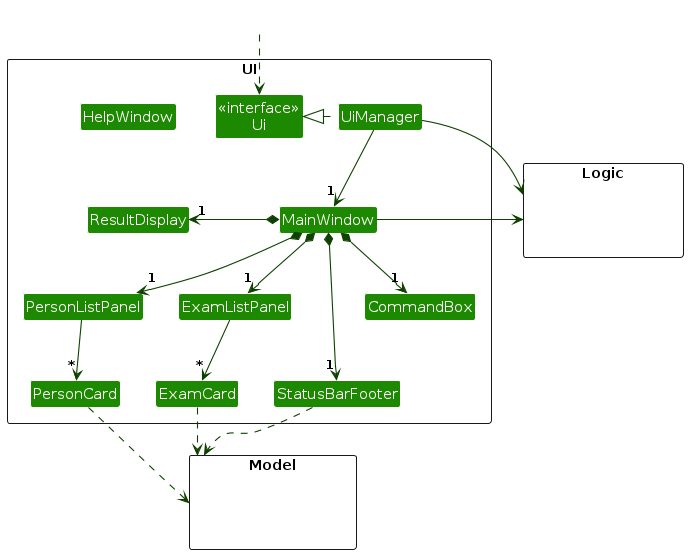 UI
HelpWindow
«interface»
Ui
UiManager
Logic
1
ResultDisplay
1
MainWindow
1
1
1
PersonListPanel
ExamListPanel
CommandBox
*
*
1
PersonCard
ExamCard
StatusBarFooter
Model